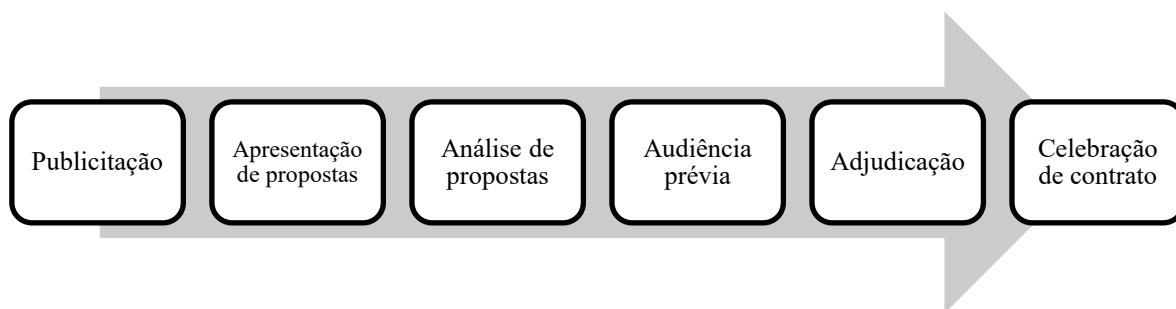 Publicitação
Apresentação
de propostas
Análise de
propostas
Audiência
prévia
Adjudicação
Celebração
de contrato